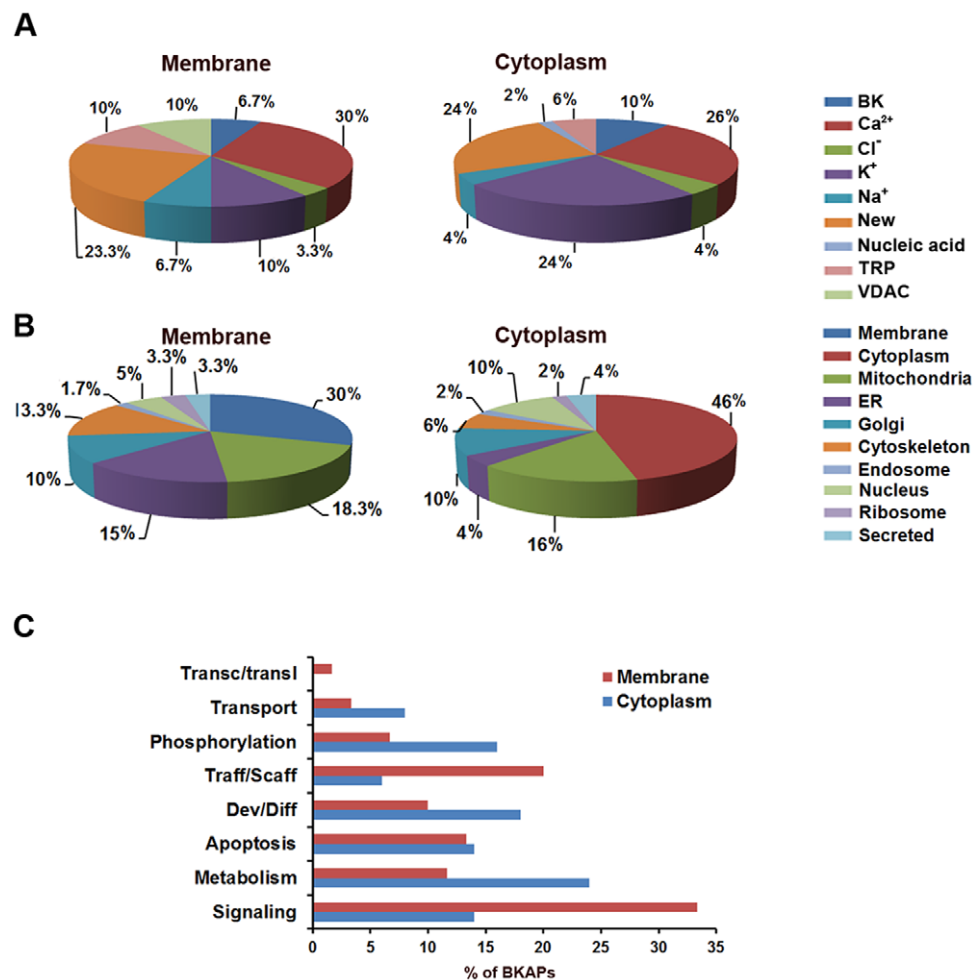 A
Membrane
Cytoplasm
10%
10%
6.7%
30%
23.3%
6.7%
10%
3.3%
24%
2%
6%
10%
26%
4%
24%
4%
BK
Ca²⁺
Cl⁻
K⁺
Na⁺
New
Nucleic acid
TRP
VDAC
B
Membrane
Cytoplasm
3.3%
3.3%
5%
1.7%
30%
13.3%
10%
15%
18.3%
10%
2%
4%
2%
46%
6%
10%
4%
16%
Membrane
Cytoplasm
Mitochondria
ER
Golgi
Cytoskeleton
Endosome
Nucleus
Ribosome
Secreted
C
Transc/transl
Transport
Phosphorylation
Traff/Scaff
Dev/Diff
Apoptosis
Metabolism
Signaling
Membrane
Cytoplasm
0 5 10 15 20 25 30 35
% of BKAPs